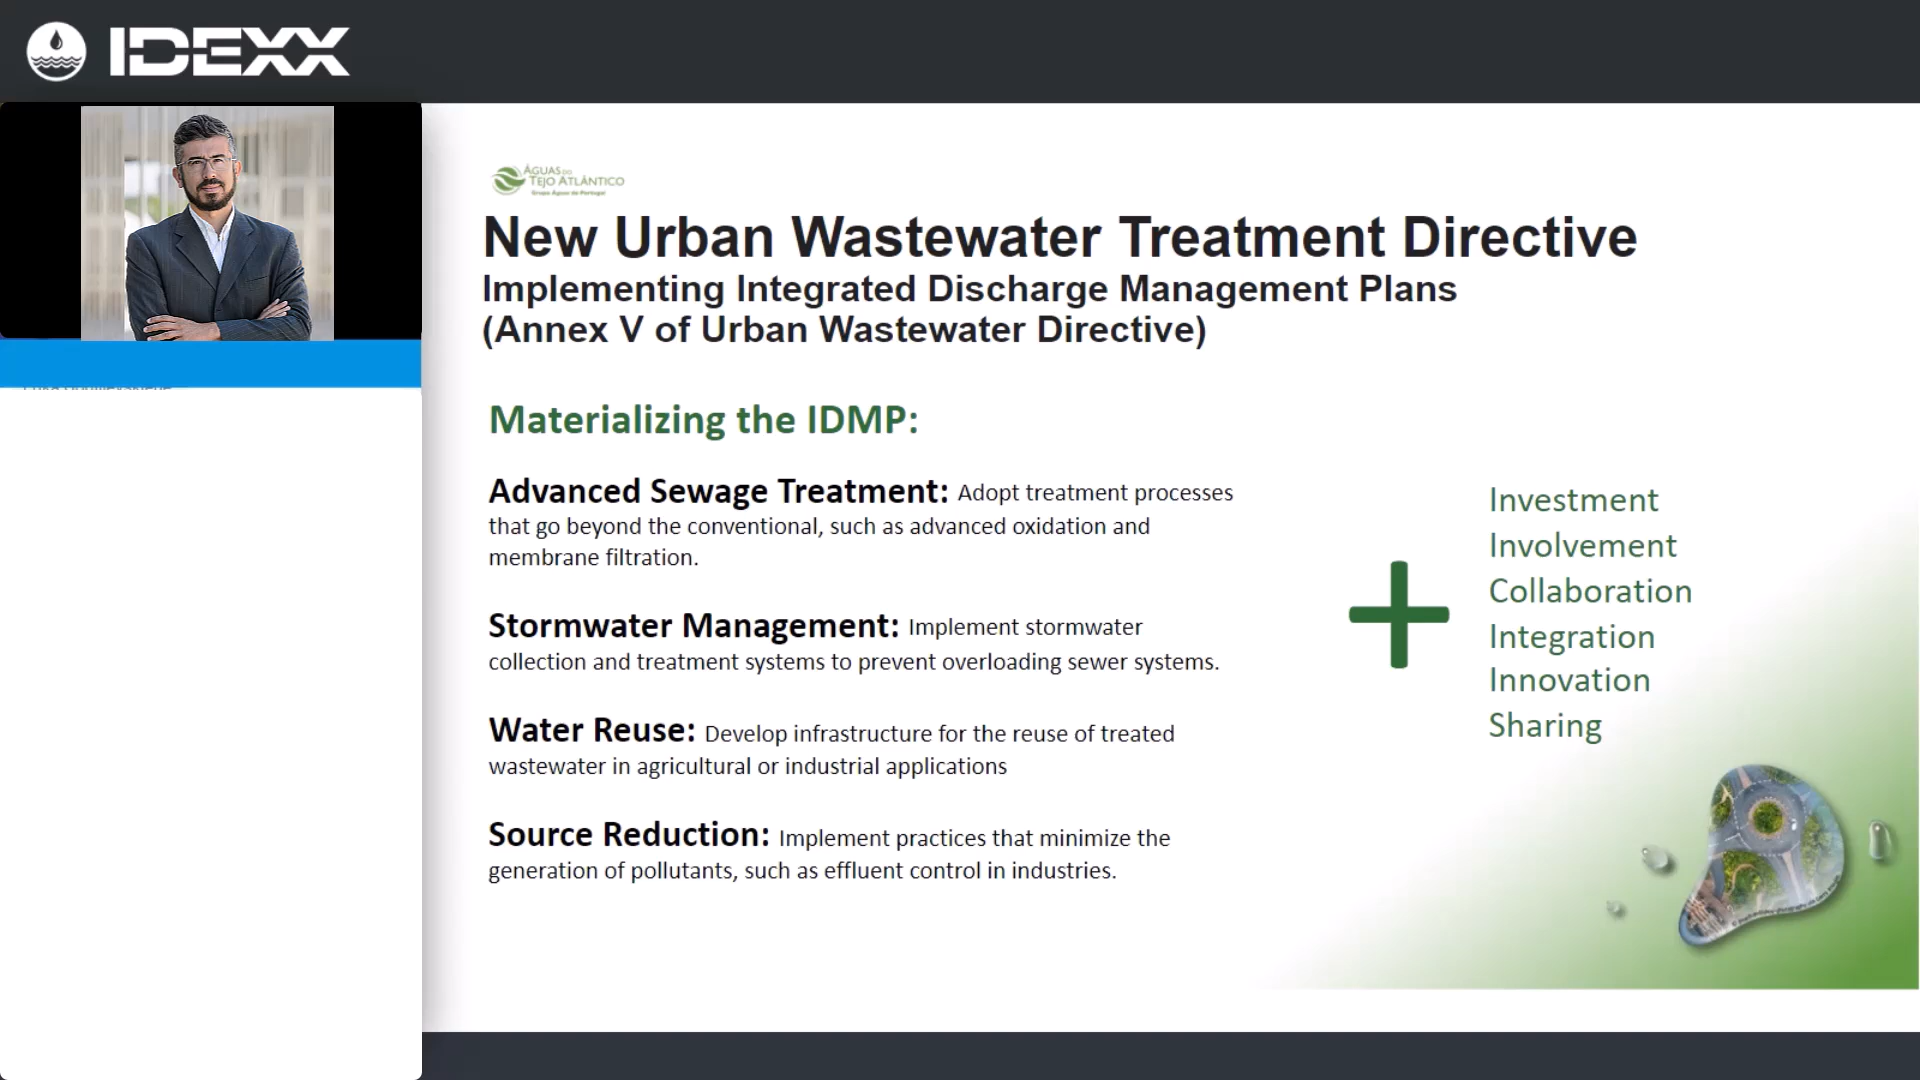 IDEXX
ÁGUAS DO
TEJO ATLÂNTICO
Grupo Águas de Portugal
New Urban Wastewater Treatment Directive
Implementing Integrated Discharge Management Plans
(Annex V of Urban Wastewater Directive)
Materializing the IDMP:
Advanced Sewage Treatment: Adopt treatment processes
that go beyond the conventional, such as advanced oxidation and
membrane filtration.
Stormwater Management: Implement stormwater
collection and treatment systems to prevent overloading sewer systems.
Water Reuse: Develop infrastructure for the reuse of treated
wastewater in agricultural or industrial applications
Source Reduction: Implement practices that minimize the
generation of pollutants, such as effluent control in industries.
Investment
Involvement
Collaboration
Integration
Innovation
Sharing